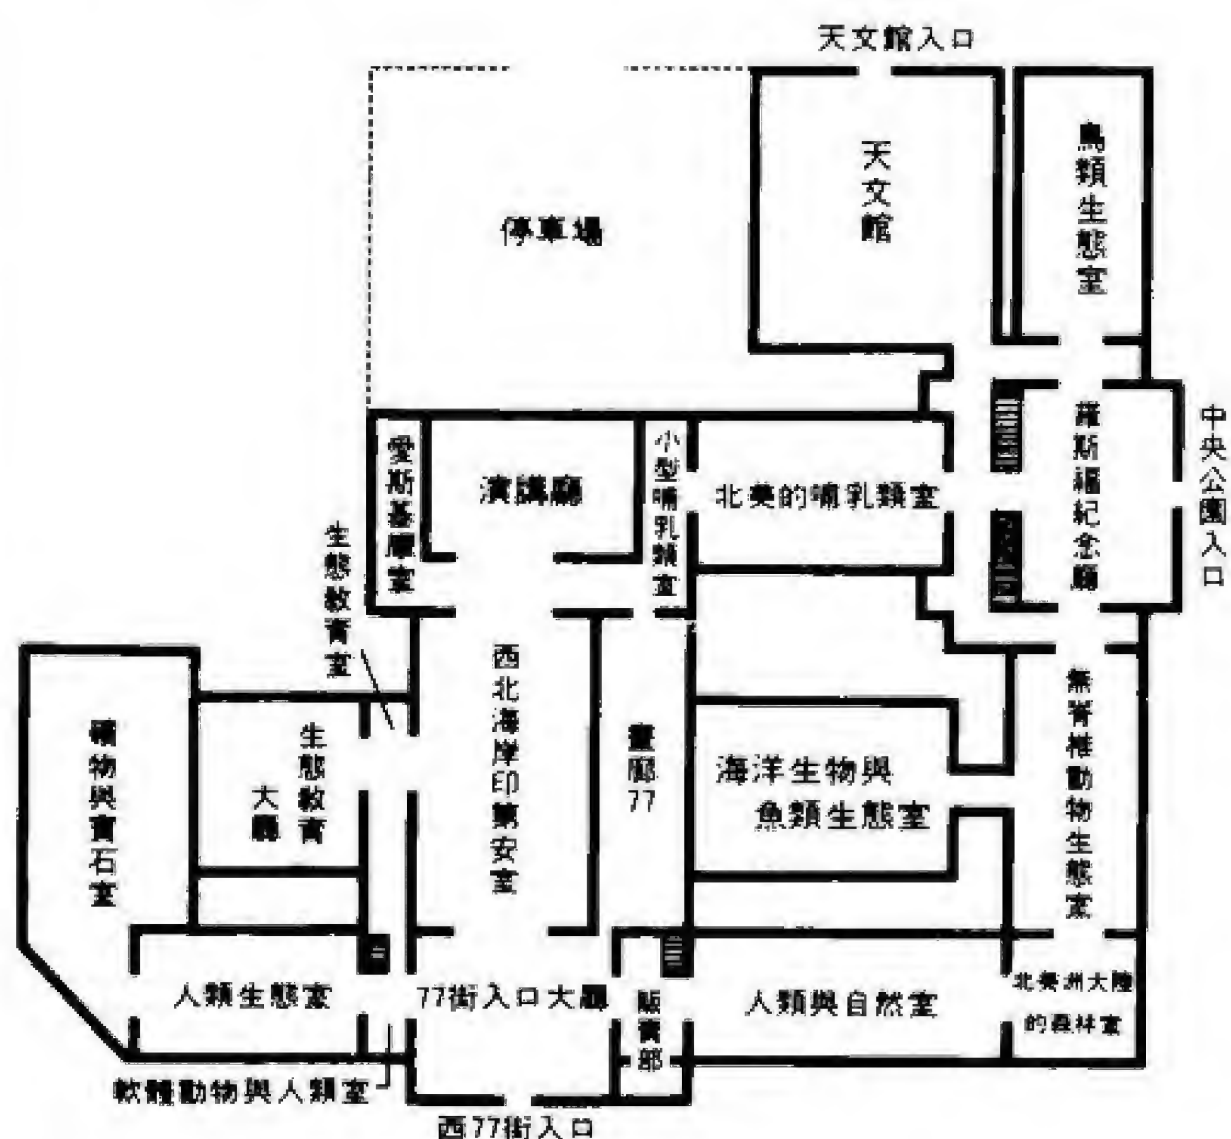 天文館入口
天文館
鳥類生態室
停車場
羅斯福紀念廳
中央公園入口
愛斯基摩室
演講廳
小型哺乳類室
北美的哺乳類室
生態教育室
西北海岸印第安室
畫廊77
海洋生物與
魚類生態室
無脊椎動物生態室
礦物與寶石室
生態教育
大廳
人類生態室
77街入口大廳
販賣部
人類與自然室
北美洲大陸
的森林室
軟體動物與人類室
西77街入口